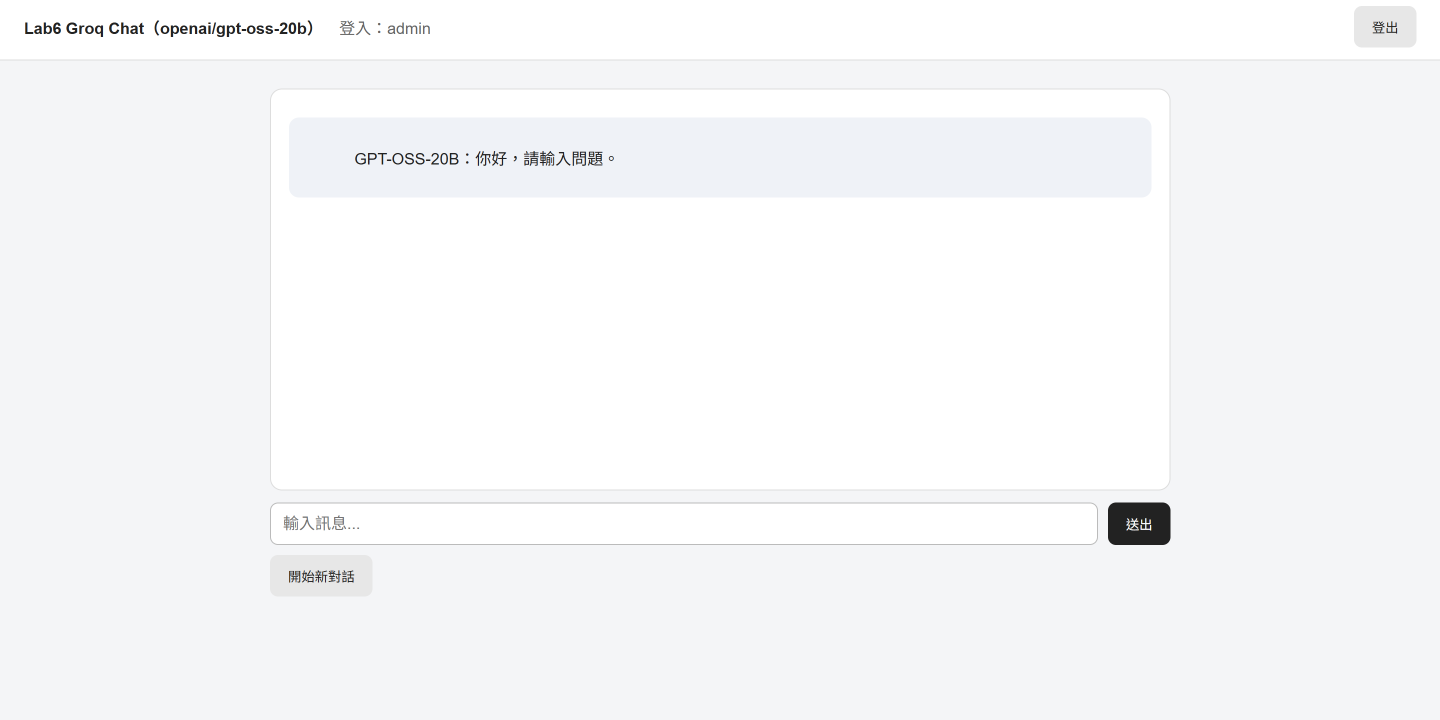 Lab6 Groq Chat（openai/gpt-oss-20b） 登入：admin
登出
GPT-OSS-20B：你好，請輸入問題。
輸入訊息...
送出
開始新對話